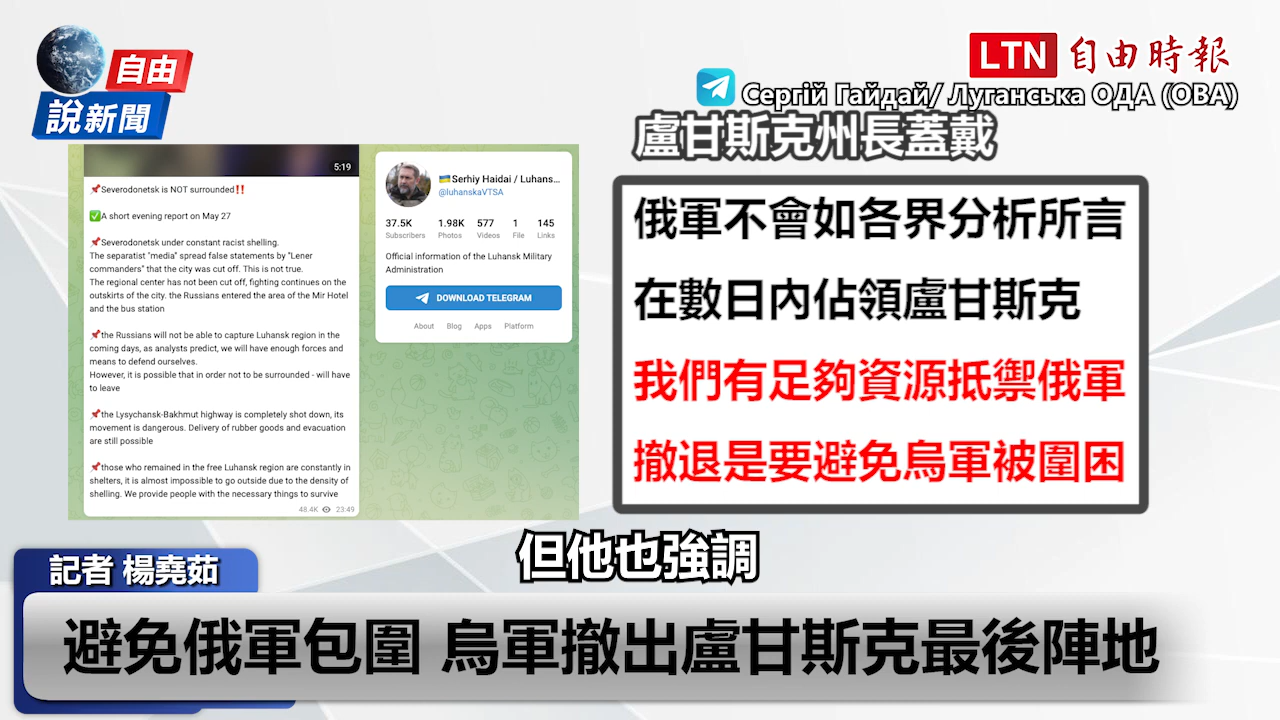 自由
說新聞
LTN 自由時報
Сергій Гайдай/ Луганська ОДА (ОВА)
盧甘斯克州長蓋戴
5:19
📌Severodonetsk is NOT surrounded‼️
✅A short evening report on May 27
📌Severodonetsk under constant racist shelling.
The separatist "media" spread false statements by "Lener
commanders" that the city was cut off. This is not true.
The regional center has not been cut off, fighting continues on the
outskirts of the city. the Russians entered the area of the Mir Hotel
and the bus station
📌the Russians will not be able to capture Luhansk region in the
coming days, as analysts predict, we will have enough forces and
means to defend ourselves.
However, it is possible that in order not to be surrounded - will have
to leave
📌the Lysychansk-Bakhmut highway is completely shot down, its
movement is dangerous. Delivery of rubber goods and evacuation
are still possible
📌those who remained in the free Luhansk region are constantly in
shelters, it is almost impossible to go outside due to the density of
shelling. We provide people with the necessary things to survive
48.4K 23:49
🇺🇦Serhiy Haidai / Luhans...
@luhanskaVTSA
37.5K 1.98K 577 1 145
Subscribers Photos Videos File Links
Official information of the Luhansk Military
Administration
DOWNLOAD TELEGRAM
About Blog Apps Platform
俄軍不會如各界分析所言
在數日內佔領盧甘斯克
我們有足夠資源抵禦俄軍
撤退是要避免烏軍被圍困
但他也強調
記者 楊堯茹
避免俄軍包圍 烏軍撤出盧甘斯克最後陣地